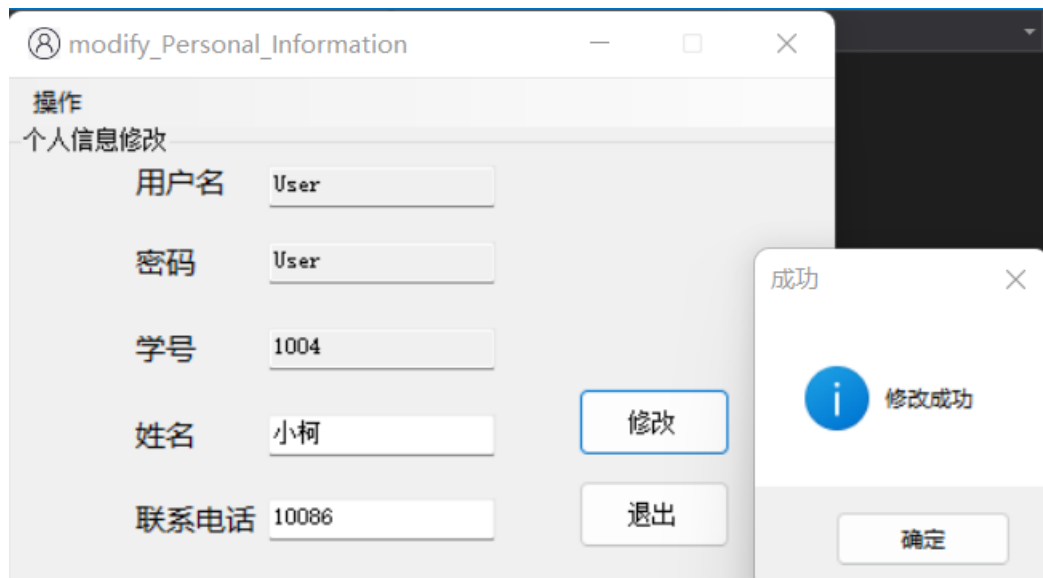 modify_Personal_Information
操作
个人信息修改
用户名 User
密码 User
学号 1004
姓名 小柯
联系电话 10086
修改
退出
成功
修改成功
确定